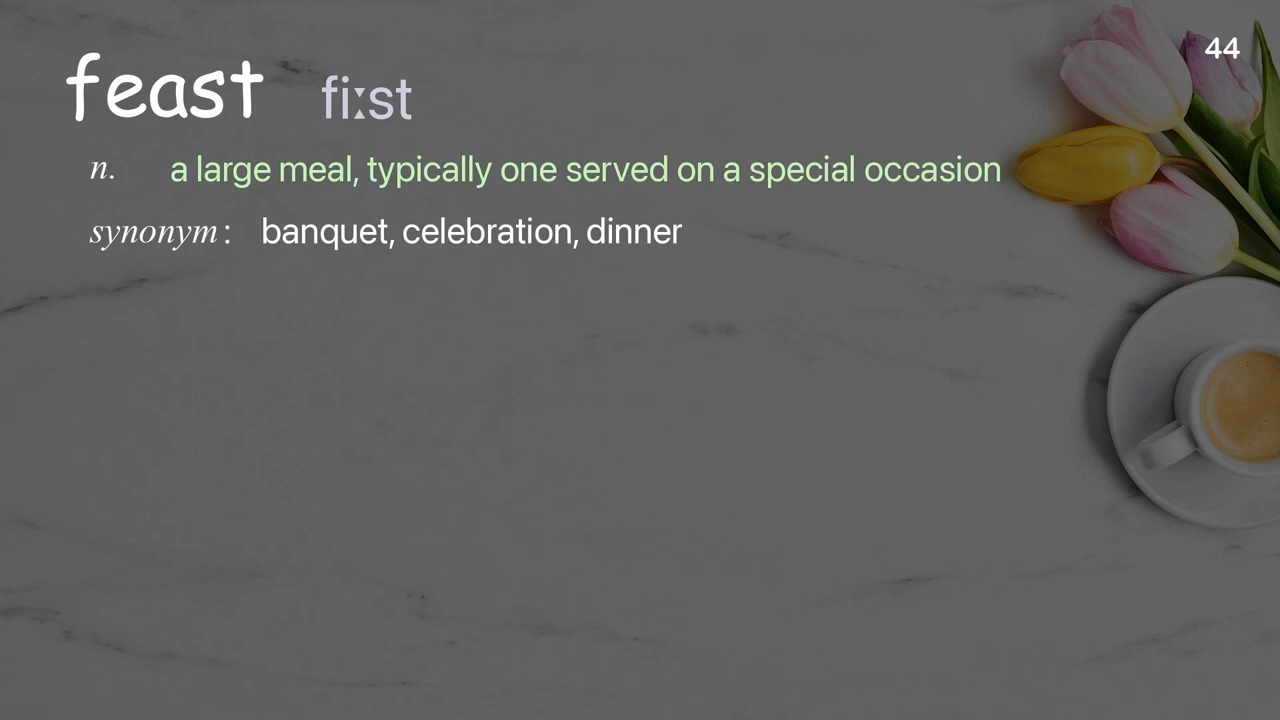 44
feast fiːst
n. a large meal, typically one served on a special occasion
synonym : banquet, celebration, dinner